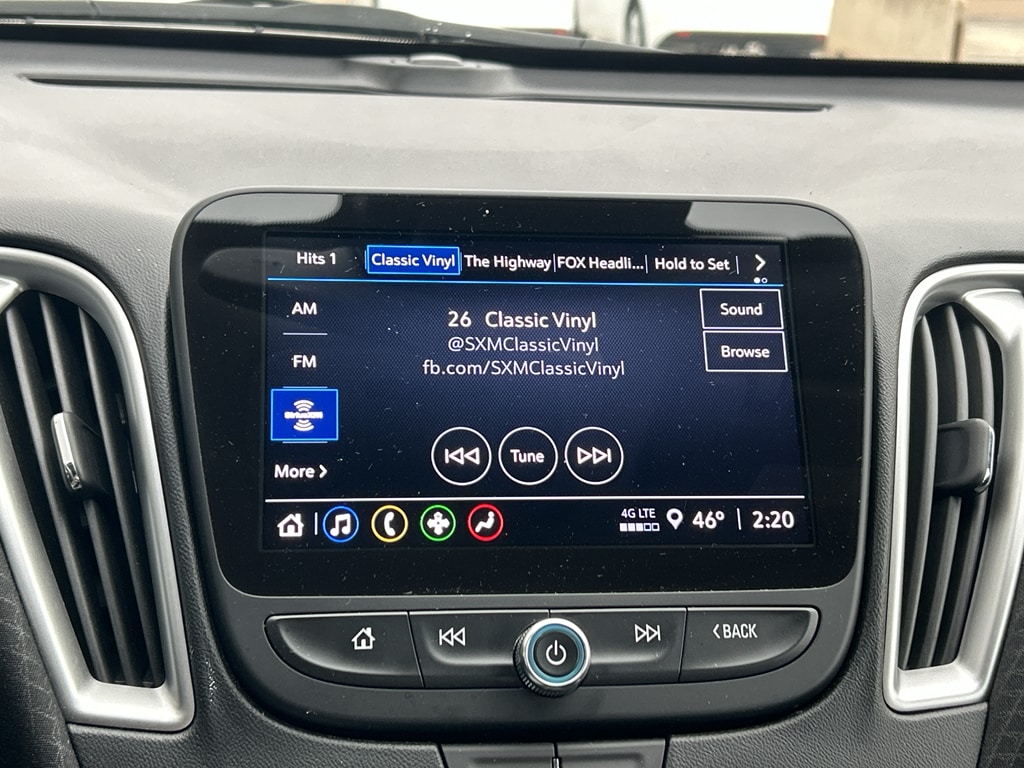 Hits 1
Classic Vinyl
The Highway
FOX Headli...
Hold to Set
AM
FM
SiriusXM
More
26 Classic Vinyl
@SXMClassicVinyl
fb.com/SXMClassicVinyl
Sound
Browse
Tune
4G LTE
46°
2:20
BACK